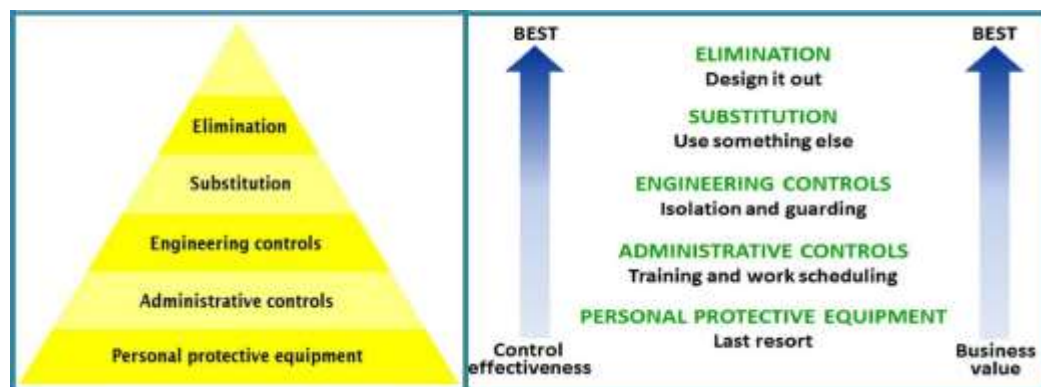 Elimination
Substitution
Engineering controls
Administrative controls
Personal protective equipment
BEST
BEST
ELIMINATION
Design it out
SUBSTITUTION
Use something else
ENGINEERING CONTROLS
Isolation and guarding
ADMINISTRATIVE CONTROLS
Training and work scheduling
PERSONAL PROTECTIVE EQUIPMENT
Last resort
Control
effectiveness
Business
value